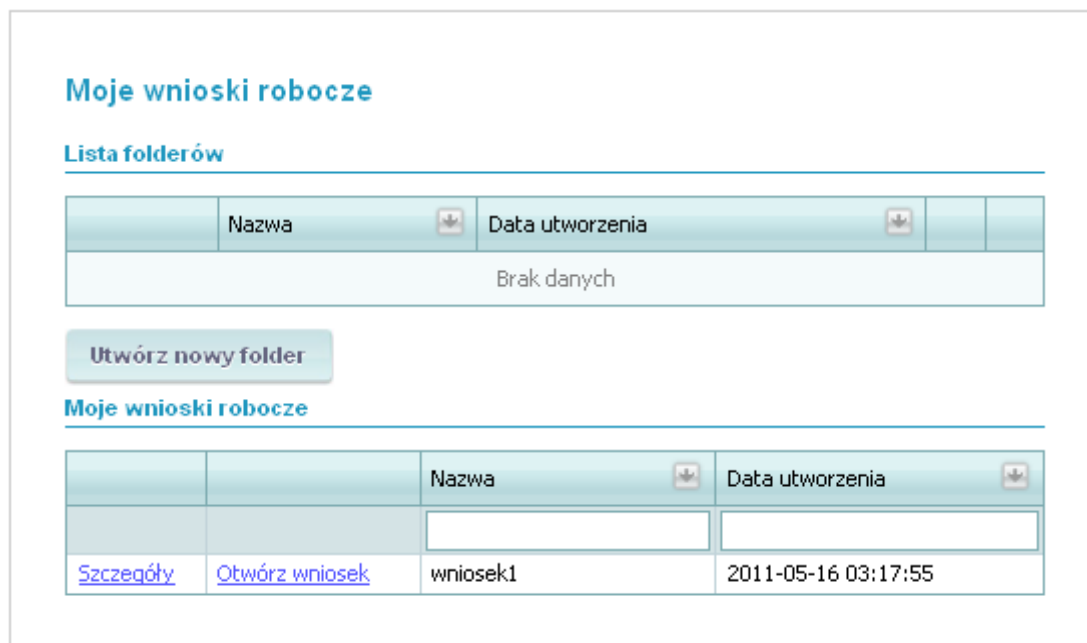 Moje wnioski robocze
Lista folderów
Nazwa Data utworzenia
Brak danych
Utwórz nowy folder
Moje wnioski robocze
Nazwa Data utworzenia
Szczegóły Otwórz wniosek wniosek1 2011-05-16 03:17:55